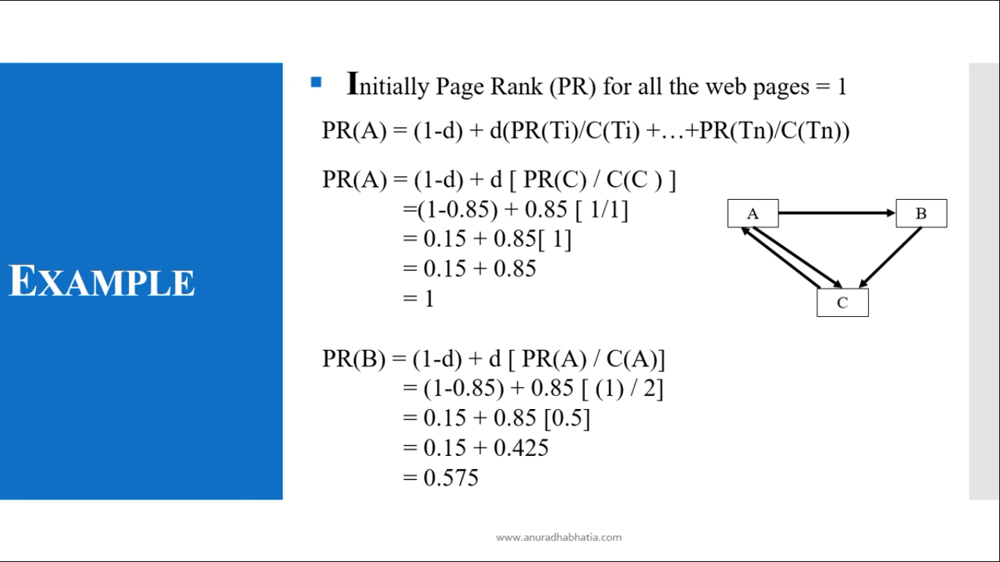 EXAMPLE
Initially Page Rank (PR) for all the web pages = 1
PR(A) = (1-d) + d(PR(Ti)/C(Ti) +…+PR(Tn)/C(Tn))
PR(A) = (1-d) + d [ PR(C) / C(C ) ]
=(1-0.85) + 0.85 [ 1/1]
= 0.15 + 0.85[ 1]
= 0.15 + 0.85
= 1
A
B
C
PR(B) = (1-d) + d [ PR(A) / C(A)]
= (1-0.85) + 0.85 [ (1) / 2]
= 0.15 + 0.85 [0.5]
= 0.15 + 0.425
= 0.575
www.anuradhabhatia.com